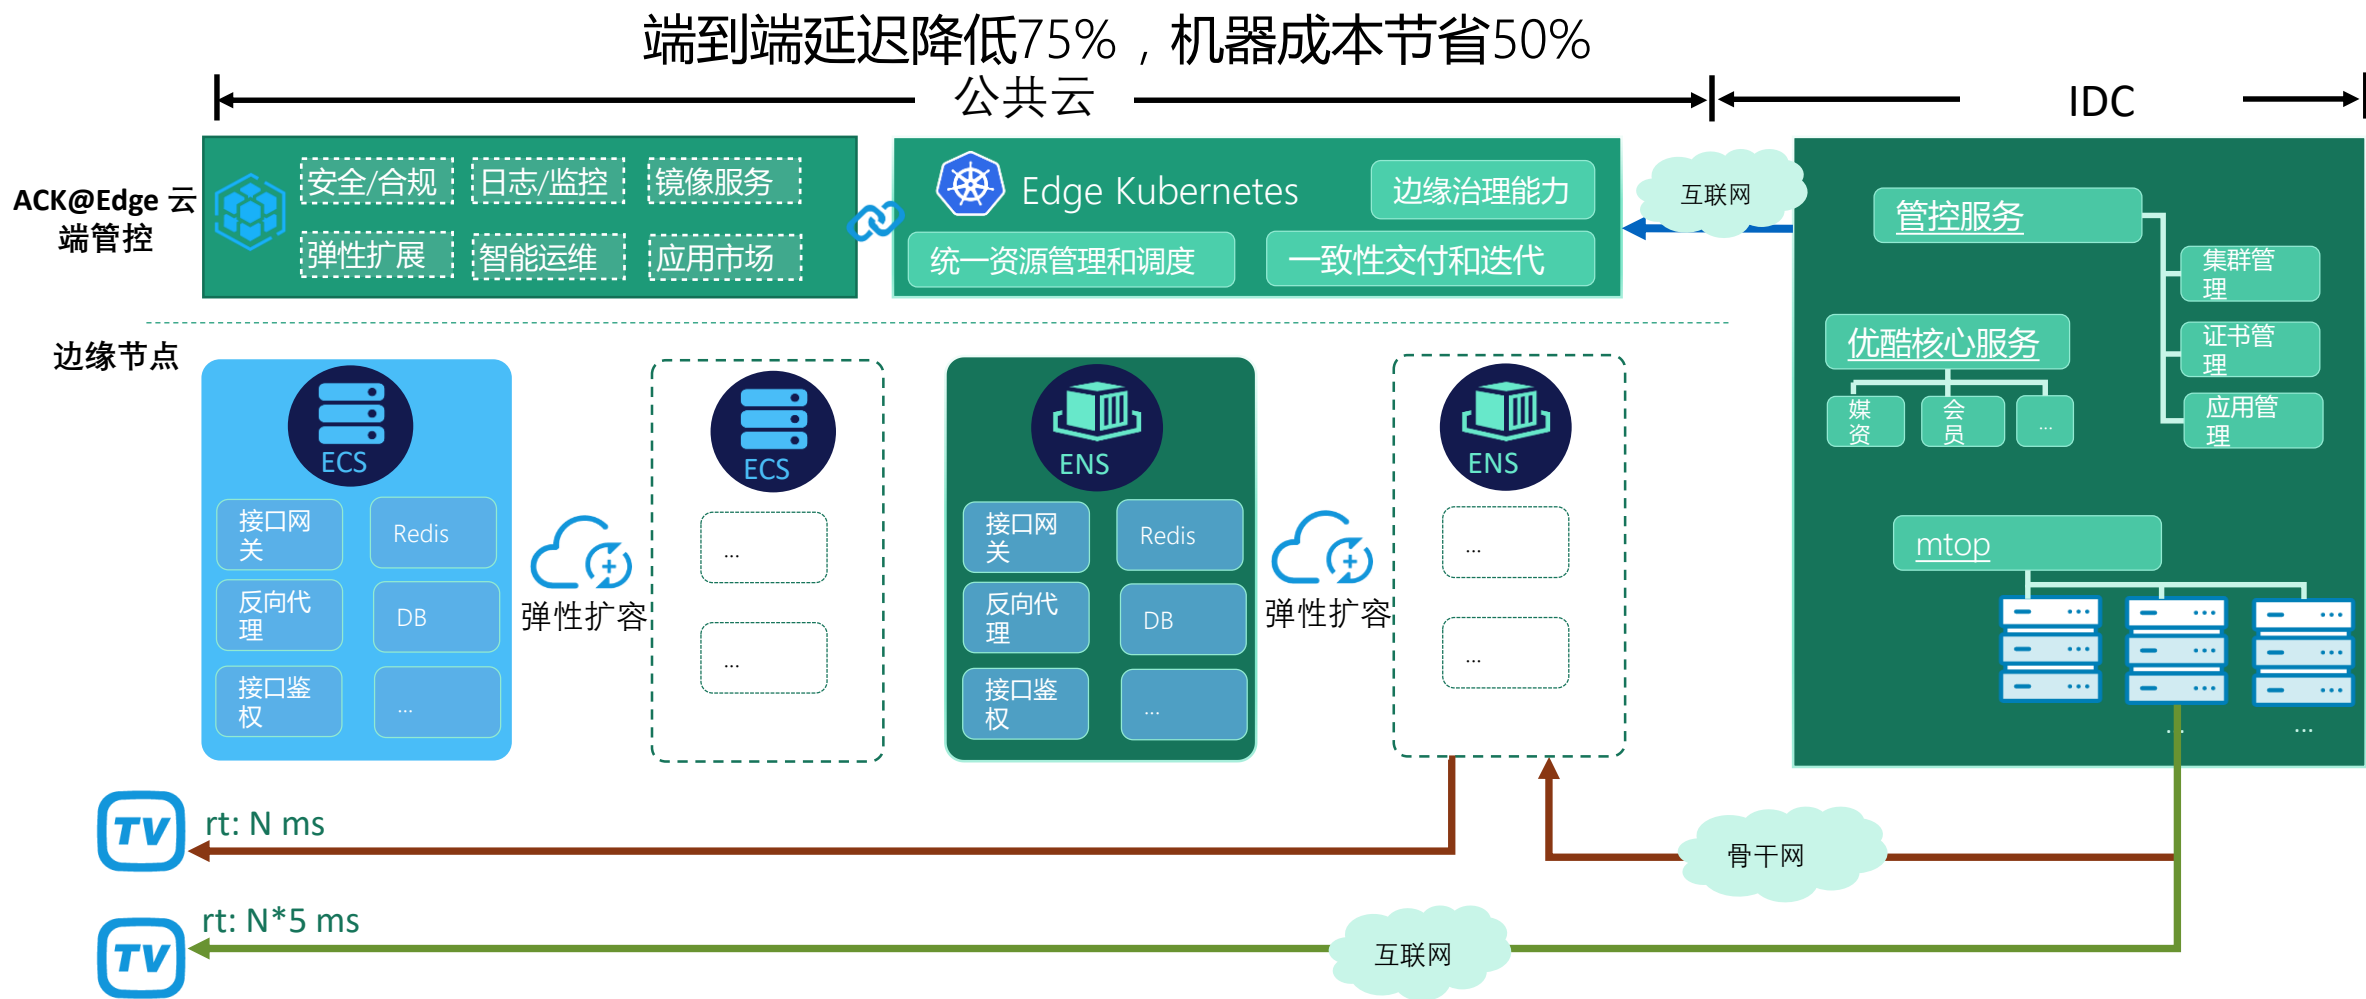 端到端延迟降低75%，机器成本节省50%
公共云
IDC
ACK@Edge 云
端管控
安全/合规
日志/监控
镜像服务
弹性扩展
智能运维
应用市场
Edge Kubernetes
边缘治理能力
统一资源管理和调度
一致性交付和迭代
互联网
管控服务
集群管
理
证书管
理
应用管
理
优酷核心服务
媒
资
会
员
...
mtop
...
...
边缘节点
ECS
接口网
关
Redis
反向代
理
DB
接口鉴
权
...
弹性扩容
ECS
...
...
ENS
接口网
关
Redis
反向代
理
DB
接口鉴
权
...
弹性扩容
ENS
...
...
TV
rt: N ms
骨干网
TV
rt: N*5 ms
互联网